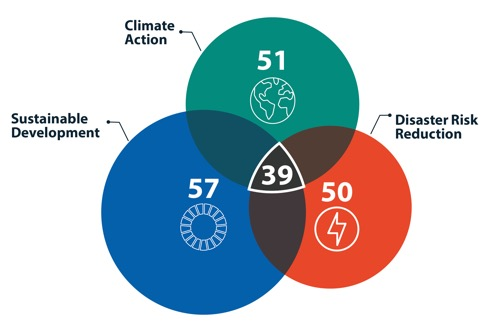 Climate
Action
51
Sustainable
Development
Disaster Risk
Reduction
39
57
50